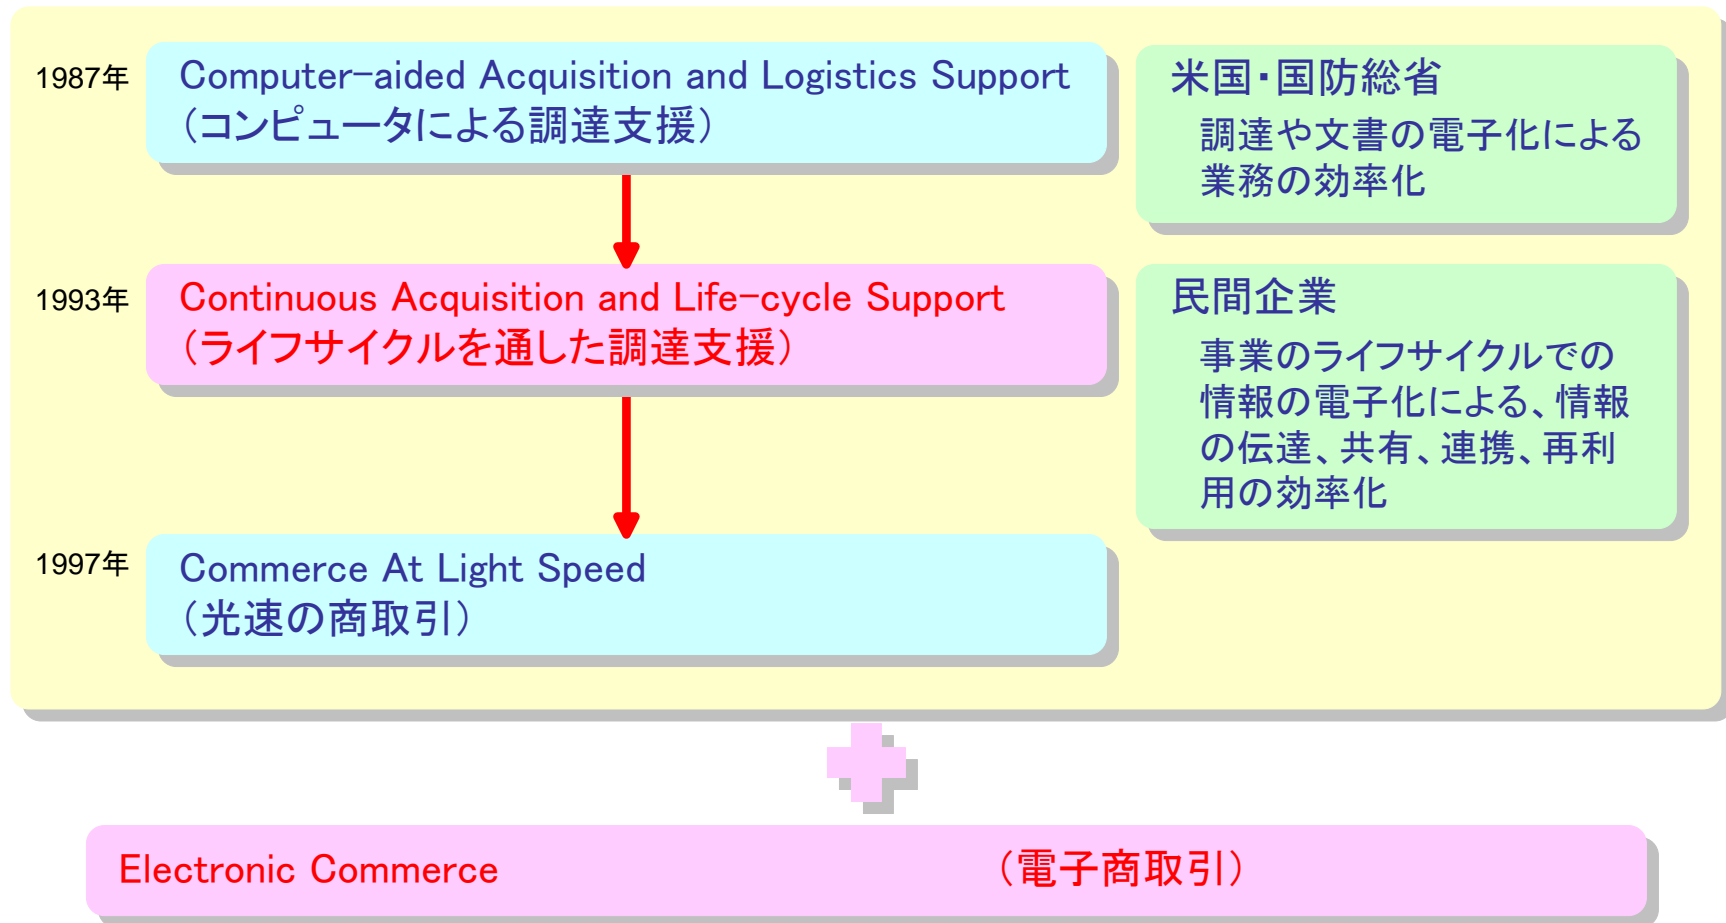 1987年
Computer-aided Acquisition and Logistics Support
（コンピュータによる調達支援）
米国・国防総省
調達や文書の電子化による
業務の効率化
1993年
Continuous Acquisition and Life-cycle Support
（ライフサイクルを通した調達支援）
民間企業
事業のライフサイクルでの
情報の電子化による、情報
の伝達、共有、連携、再利
用の効率化
1997年
Commerce At Light Speed
（光速の商取引）
Electronic Commerce （電子商取引）